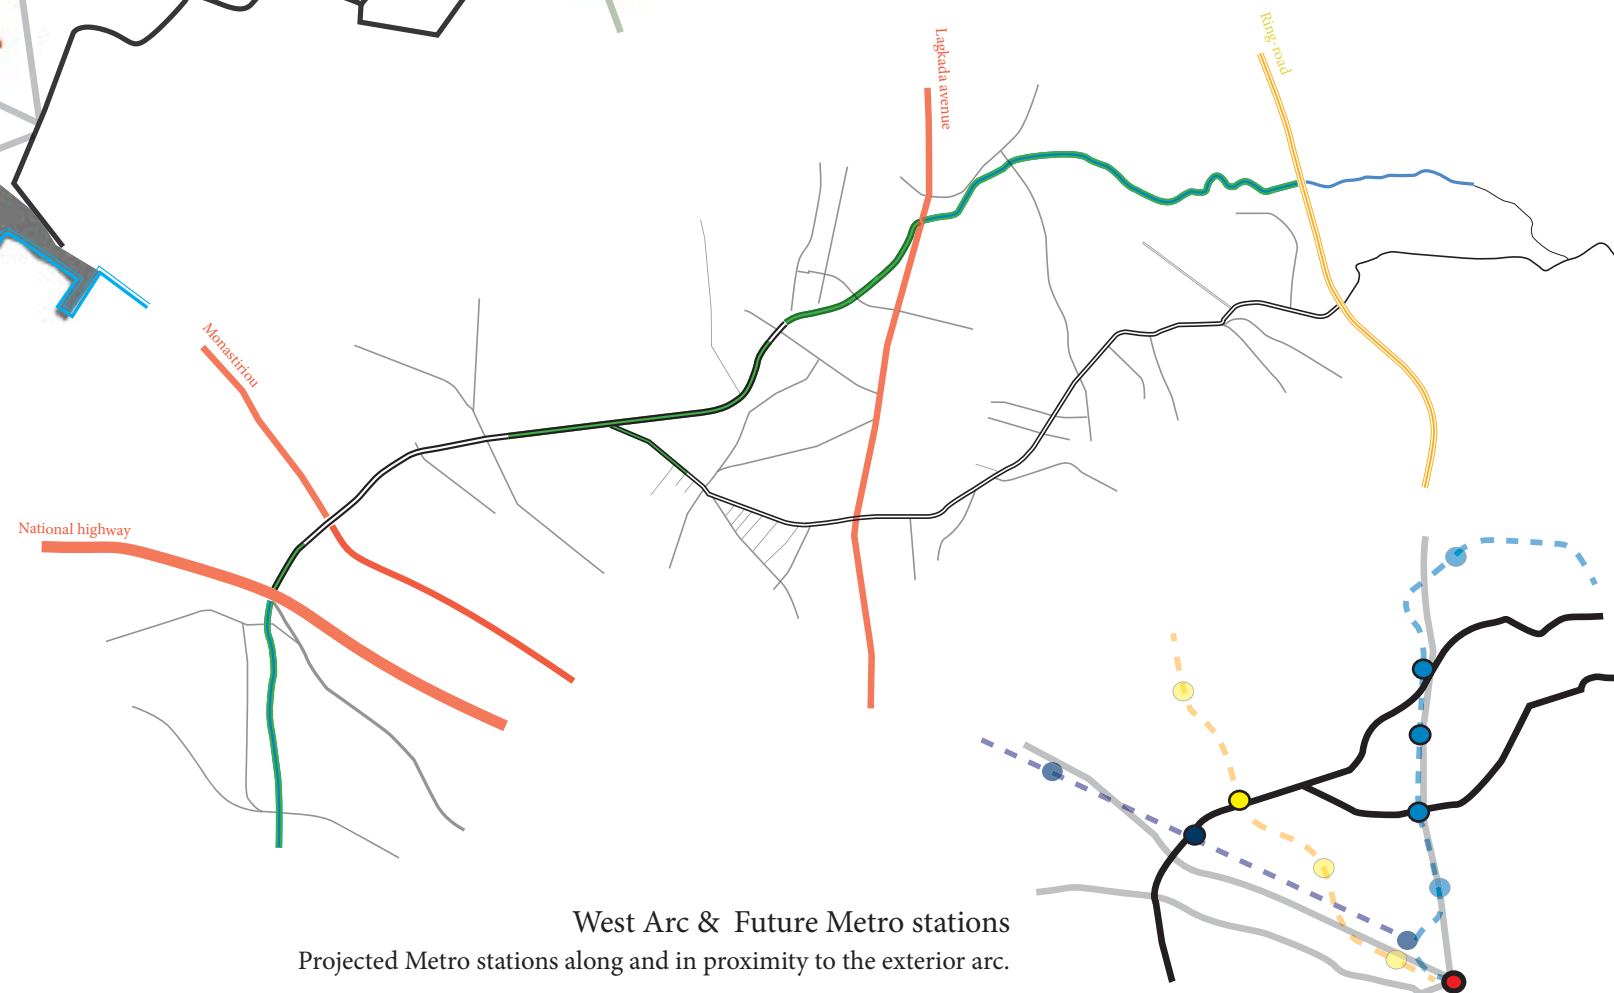 Lagkada avenue
Ring-road
Monastiriou
National highway
West Arc & Future Metro stations
Projected Metro stations along and in proximity to the exterior arc.